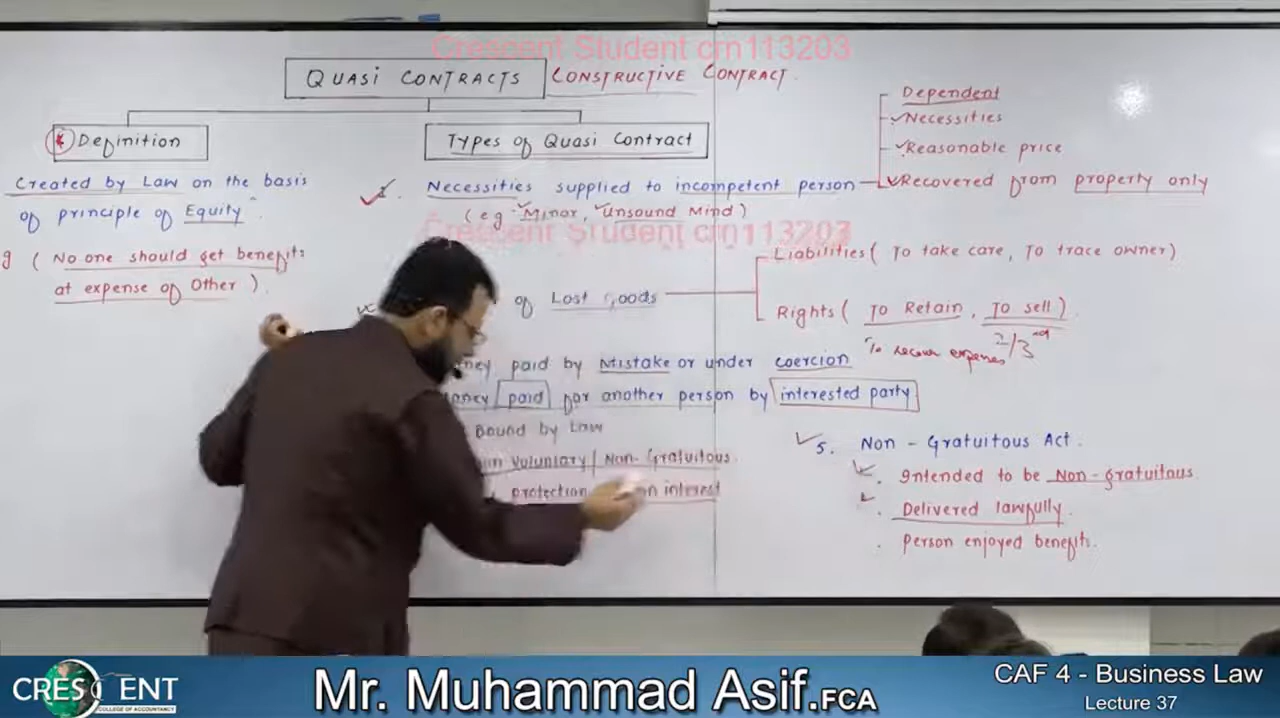 Crescent Student crn113203
QUASI CONTRACTS CONSTRUCTIVE CONTRACT.
Definition
Created by Law on the basis
of principle of Equity.
g ( No one should get benefits
at expense of Other ).
Types of Quasi Contract
Necessities supplied to incompetent person
(eg Minor, Unsound Mind)
Crescent Student crn113203
Dependent
Necessities
Reasonable price
Recovered from property only
of Lost Goods
Liabilities ( To take care, To trace owner)
Rights ( To Retain, To sell)
To recover expenses 2/3
paid by Mistake or under coercion
paid for another person by interested party
Bound by Law
Voluntary / Non-Gratuitous
protection interest
5. Non - Gratuitous Act.
. Intended to be Non-gratuitous
. Delivered lawfully.
. Person enjoyed benefits.
CRESCENT
COLLEGE OF ACCOUNTANCY
Mr. Muhammad Asif.FCA
CAF 4 - Business Law
Lecture 37